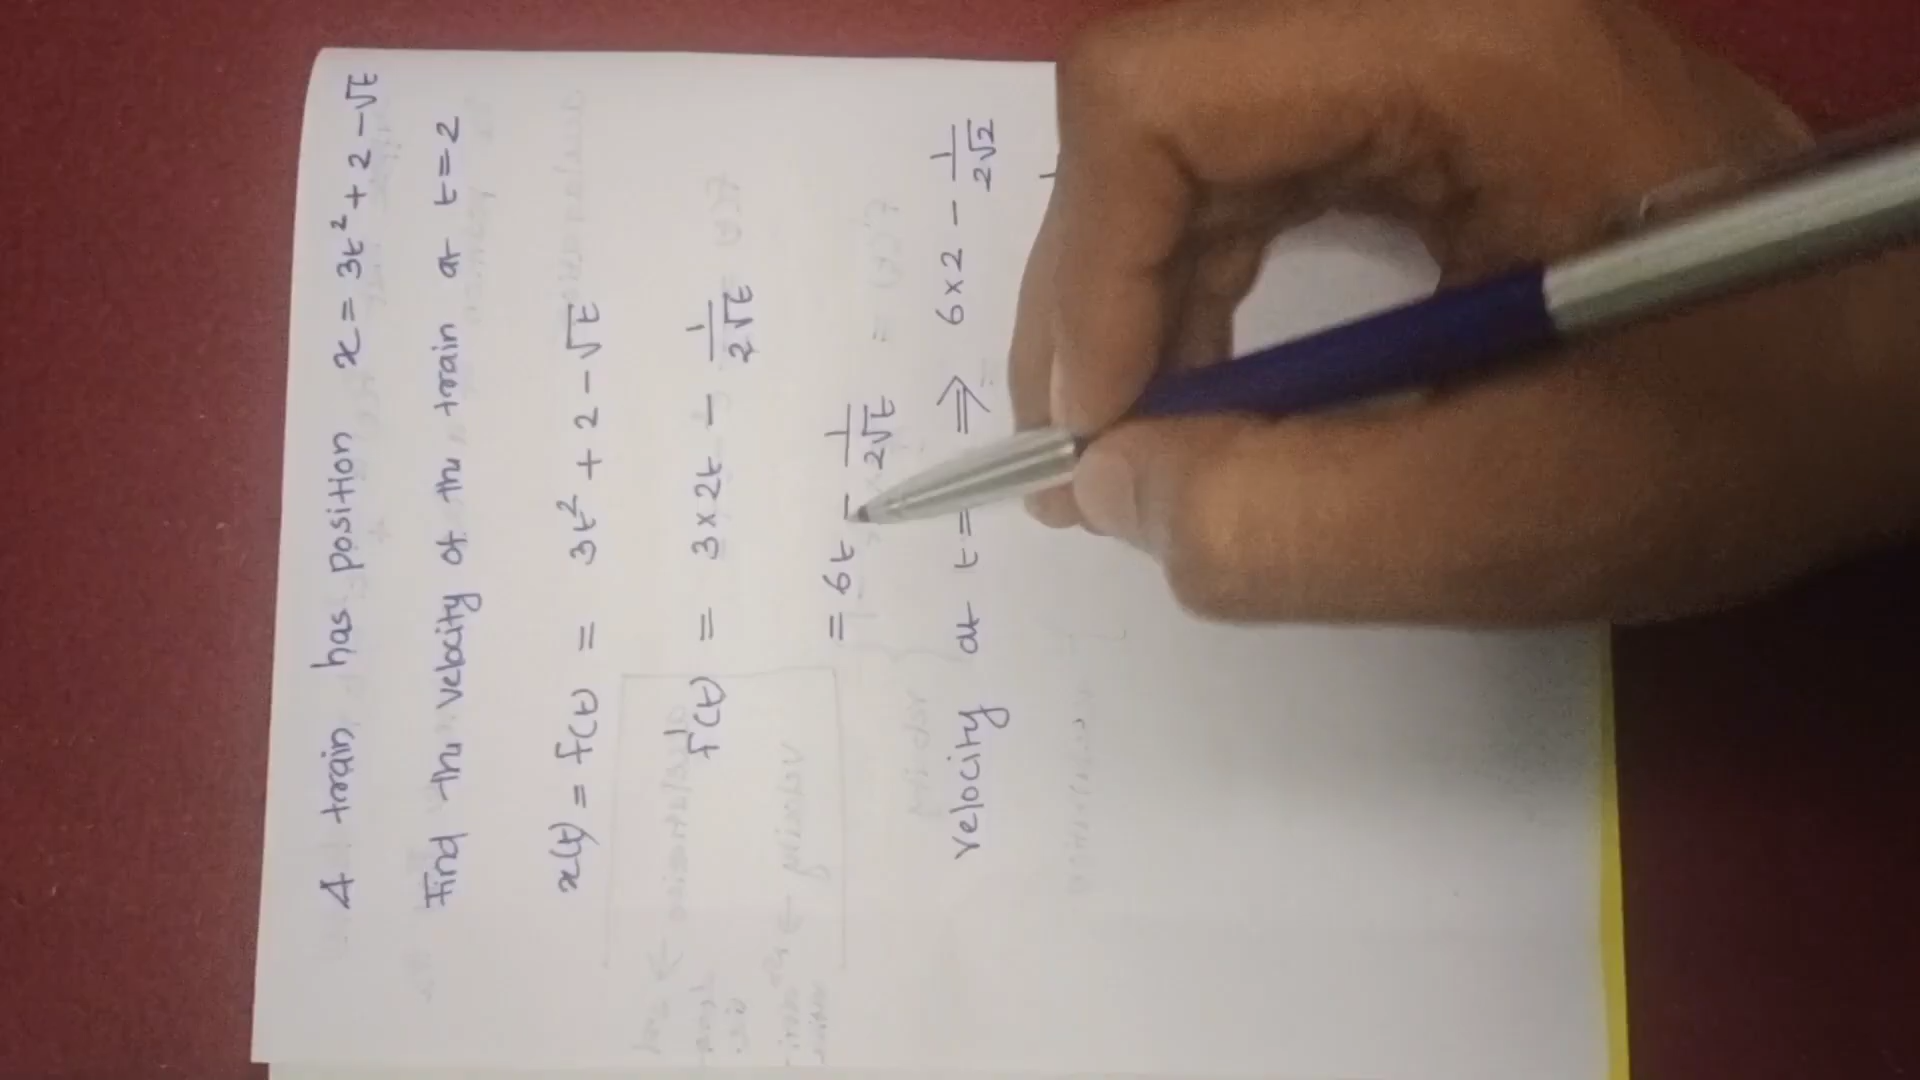 A train has position x = 3t² + 2 - √t
Find the velocity of the train at t = 2
x(t) = f(t) = 3t² + 2 - √t
f'(t) = 3 × 2t - 1/(2√t)
= 6t - 1/(2√t)
velocity at t = ⇒ 6×2 - 1/(2√2)